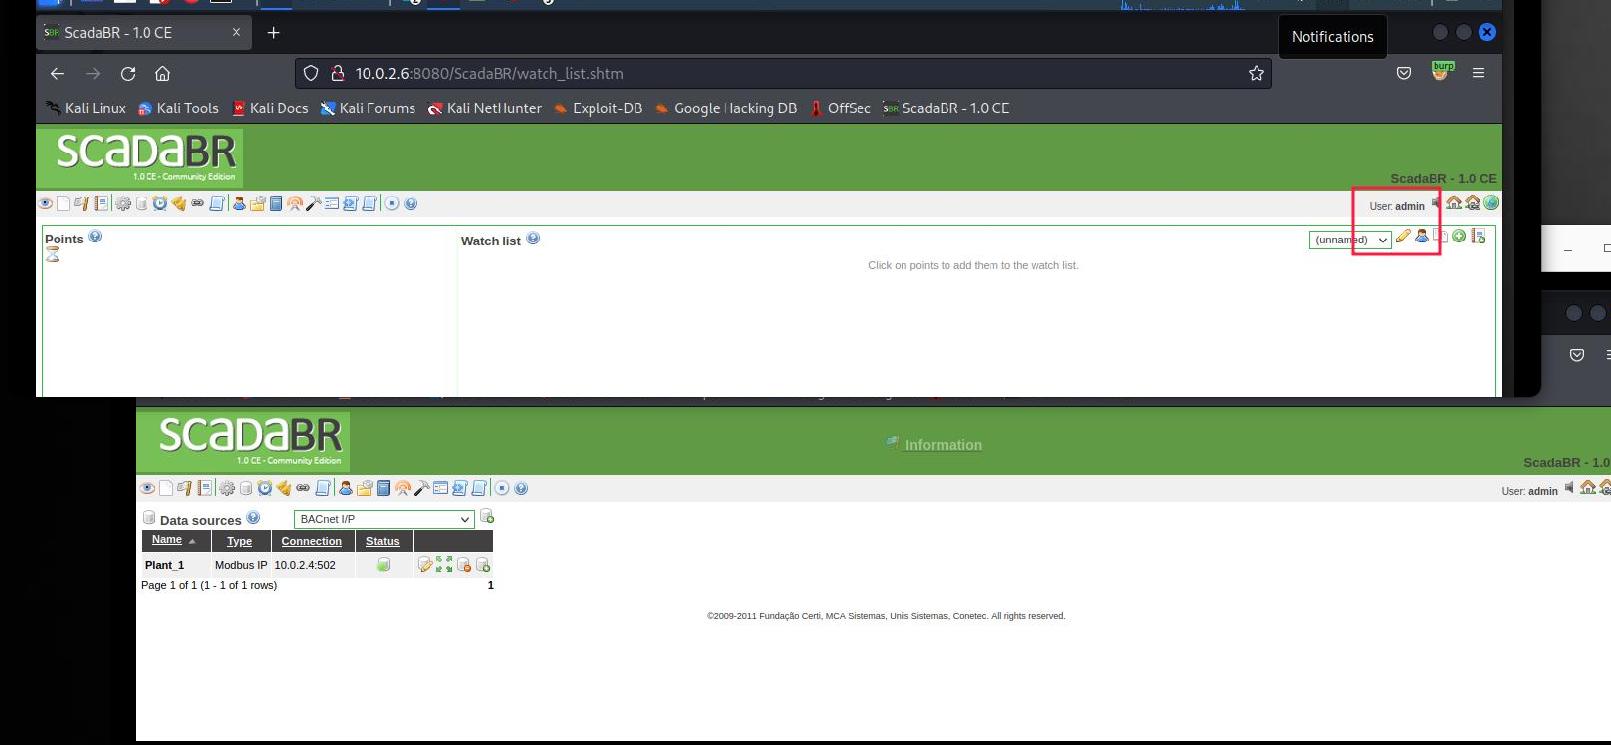 ScadaBR - 1.0 CE
Notifications
10.0.2.6:8080/ScadaBR/watch_list.shtm
burp
Kali Linux Kali Tools Kali Docs Kali Forums Kali NetHunter Exploit-DB Google Hacking DB OffSec SBR ScadaBR - 1.0 CE
SCADABR
1.0 CE - Community Edition
ScadaBR - 1.0 CE
User: admin
Points
Watch list
(unnamed)
Click on points to add them to the watch list.
SCADABR
1.0 CE - Community Edition
Information
ScadaBR - 1.0
User: admin
Data sources
BACnet I/P
Name Type Connection Status
Plant_1 Modbus IP 10.0.2.4:502
Page 1 of 1 (1 - 1 of 1 rows) 1
©2009-2011 Fundação Certi, MCA Sistemas, Unis Sistemas, Conetec. All rights reserved.